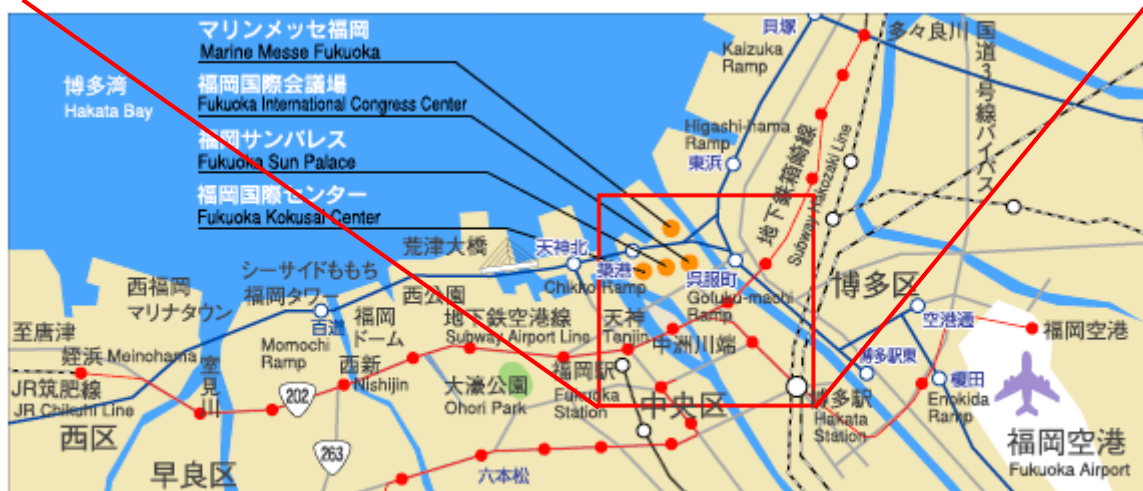 マリンメッセ福岡
Marine Messe Fukuoka
福岡国際会議場
Fukuoka International Congress Center
福岡サンパレス
Fukuoka Sun Palace
福岡国際センター
Fukuoka Kokusai Center
博多湾
Hakata Bay
貝塚
Kaizuka
Ramp
多々良川
国道3号線バイパス
Higashi-hama
Ramp
東浜
地下鉄箱崎線
Subway Hakozaki Line
荒津大橋
天神北
築港
Chikko Ramp
呉服町
Gofuku-machi
Ramp
博多区
シーサイドももち
福岡タワー
百道
Momochi
Ramp
西福岡
マリナタウン
西公園
福岡
ドーム
地下鉄空港線
Subway Airport Line
天神
Tenjin
中洲川端
空港通
福岡空港
至唐津
姪浜 Meinohama
室見川
西新
Nishijin
大濠公園
Ohori Park
福岡駅
Fukuoka
Station
博多駅東
榎田
Enokida
Ramp
JR筑肥線
JR Chikuhi Line
202
中央区
博多駅
Hakata
Station
西区
早良区
263
六本松
福岡空港
Fukuoka Airport